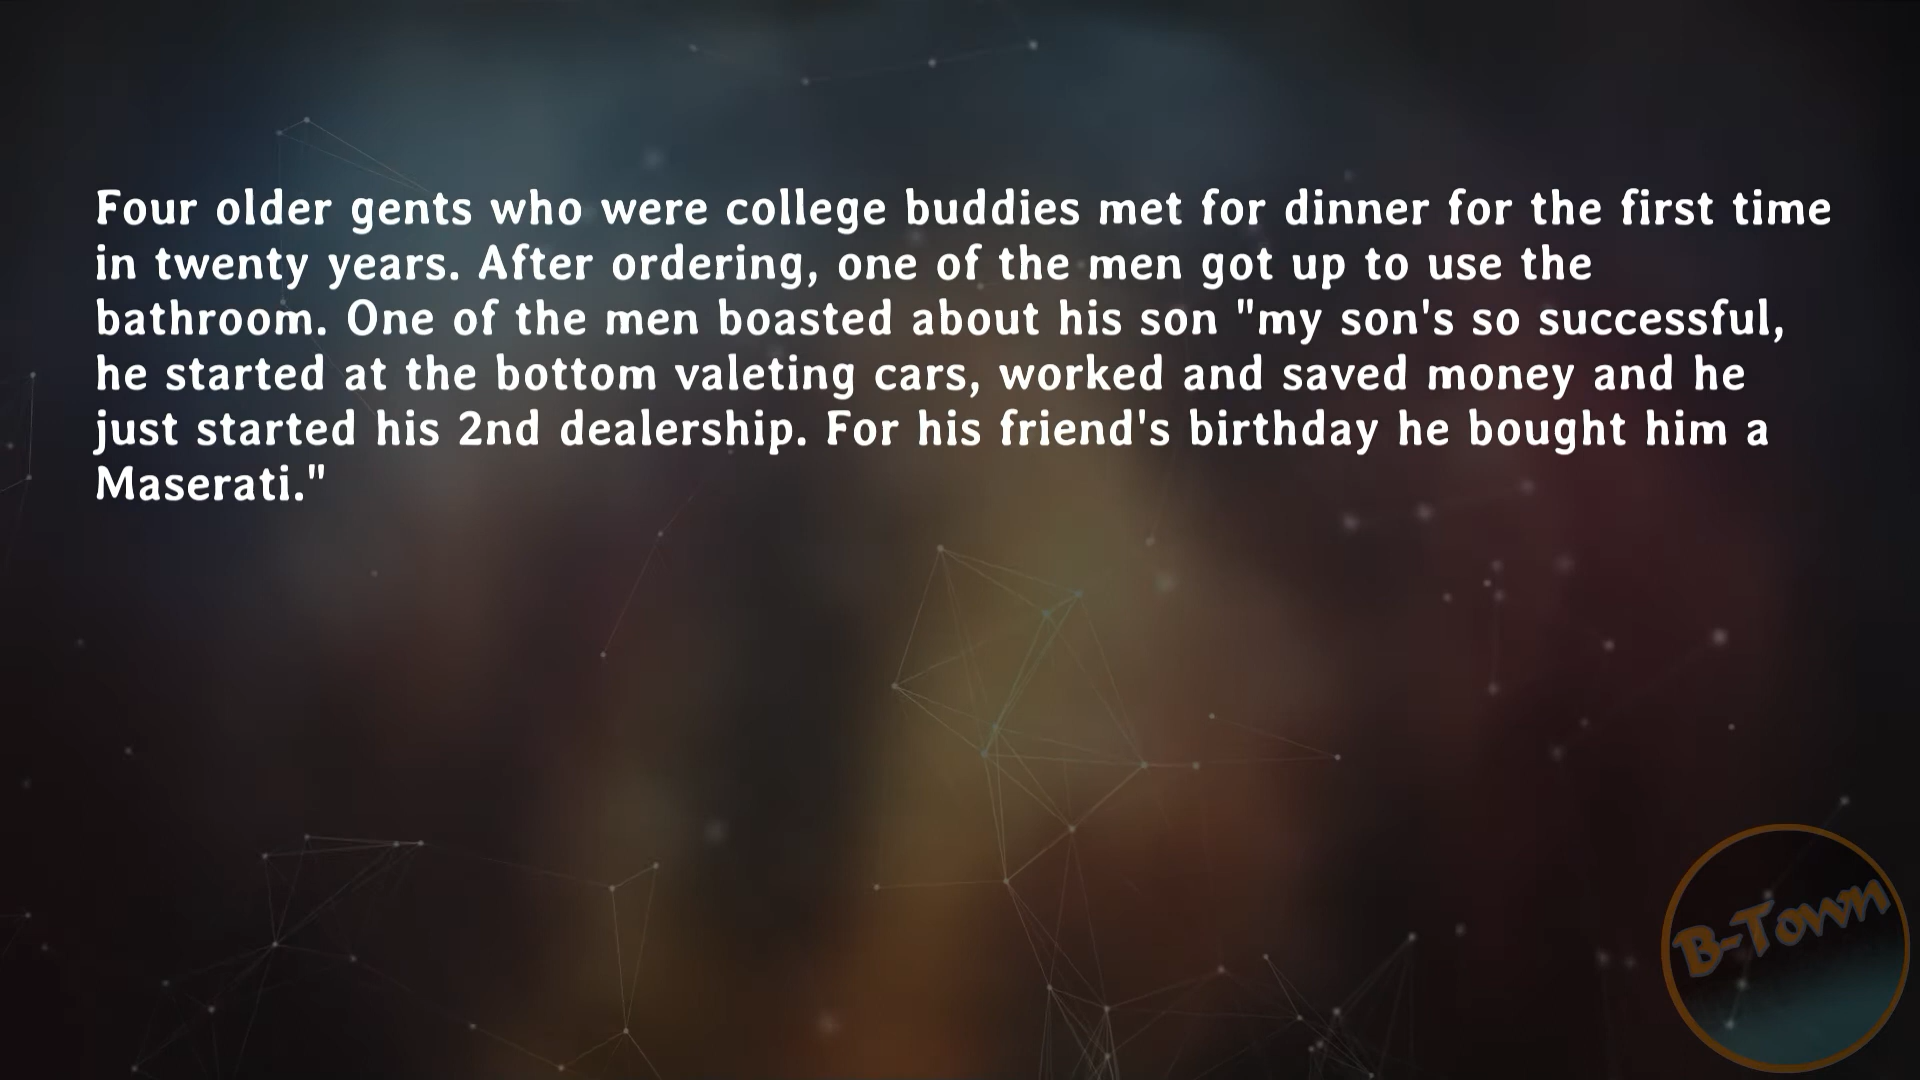 Four older gents who were college buddies met for dinner for the first time
in twenty years. After ordering, one of the men got up to use the
bathroom. One of the men boasted about his son "my son's so successful,
he started at the bottom valeting cars, worked and saved money and he
just started his 2nd dealership. For his friend's birthday he bought him a
Maserati."
B-Town